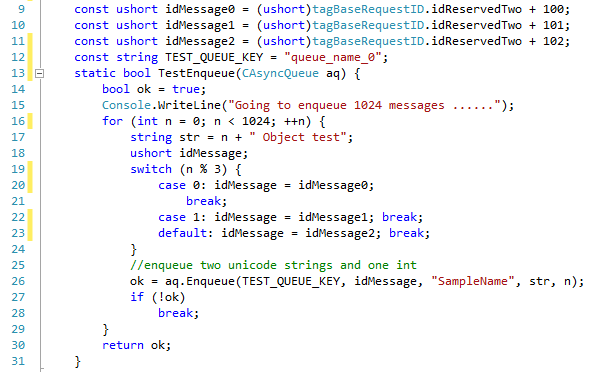 9 const ushort idMessage0 = (ushort)tagBaseRequestID.idReservedTwo + 100;
10 const ushort idMessage1 = (ushort)tagBaseRequestID.idReservedTwo + 101;
11 const ushort idMessage2 = (ushort)tagBaseRequestID.idReservedTwo + 102;
12 const string TEST_QUEUE_KEY = "queue_name_0";
13 static bool TestEnqueue(CAsyncQueue aq) {
14 bool ok = true;
15 Console.WriteLine("Going to enqueue 1024 messages ......");
16 for (int n = 0; n < 1024; ++n) {
17 string str = n + " Object test";
18 ushort idMessage;
19 switch (n % 3) {
20 case 0: idMessage = idMessage0;
21 break;
22 case 1: idMessage = idMessage1; break;
23 default: idMessage = idMessage2; break;
24 }
25 //enqueue two unicode strings and one int
26 ok = aq.Enqueue(TEST_QUEUE_KEY, idMessage, "SampleName", str, n);
27 if (!ok)
28 break;
29 }
30 return ok;
31 }